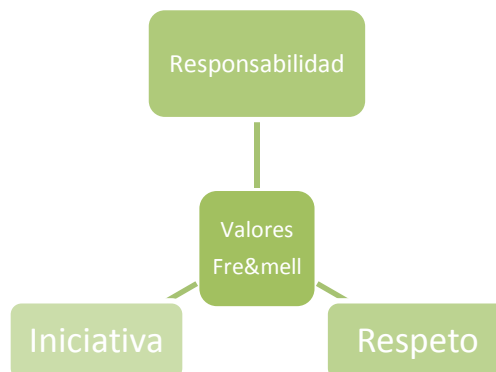 Responsabilidad
Valores
Fre&mell
Iniciativa
Respeto